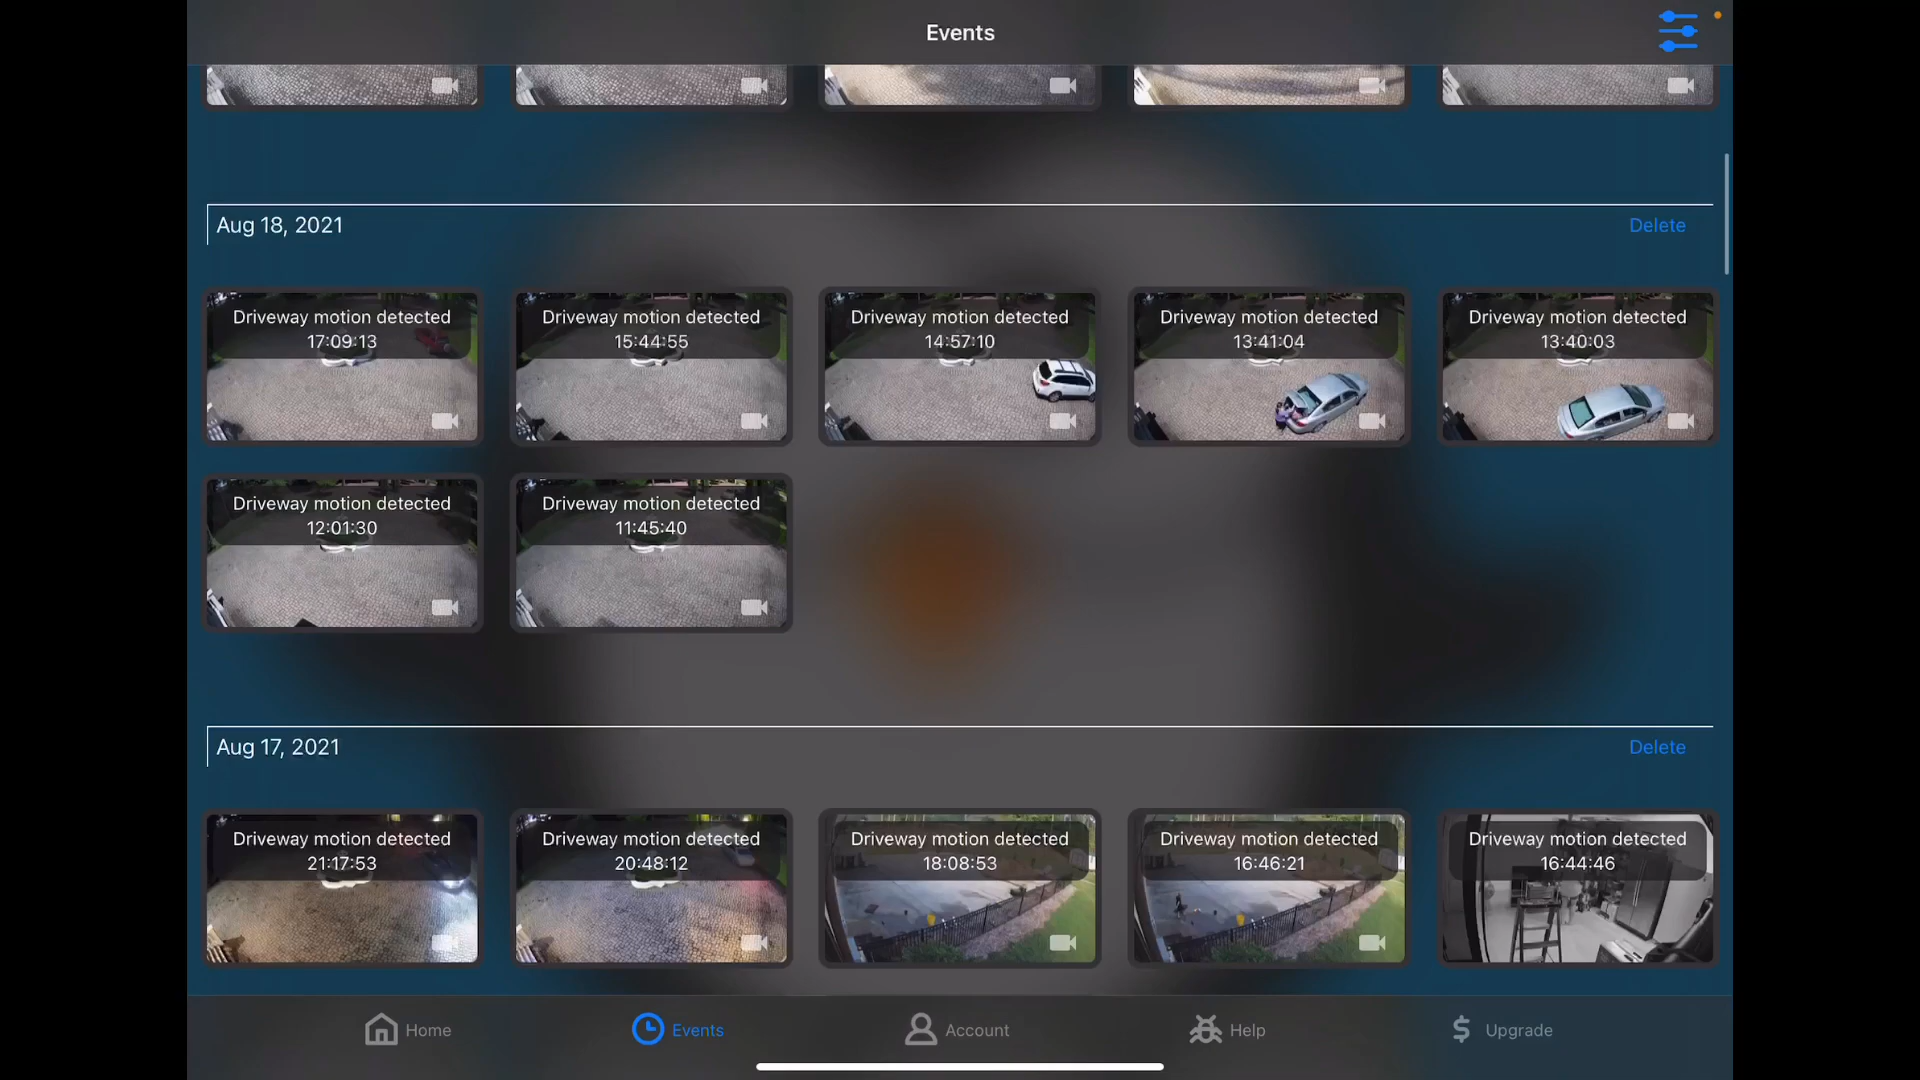 Events
Aug 18, 2021
Delete
Driveway motion detected
17:09:13
Driveway motion detected
15:44:55
Driveway motion detected
14:57:10
Driveway motion detected
13:41:04
Driveway motion detected
13:40:03
Driveway motion detected
12:01:30
Driveway motion detected
11:45:40
Aug 17, 2021
Delete
Driveway motion detected
21:17:53
Driveway motion detected
20:48:12
Driveway motion detected
18:08:53
Driveway motion detected
16:46:21
Driveway motion detected
16:44:46
Home
Events
Account
Help
Upgrade